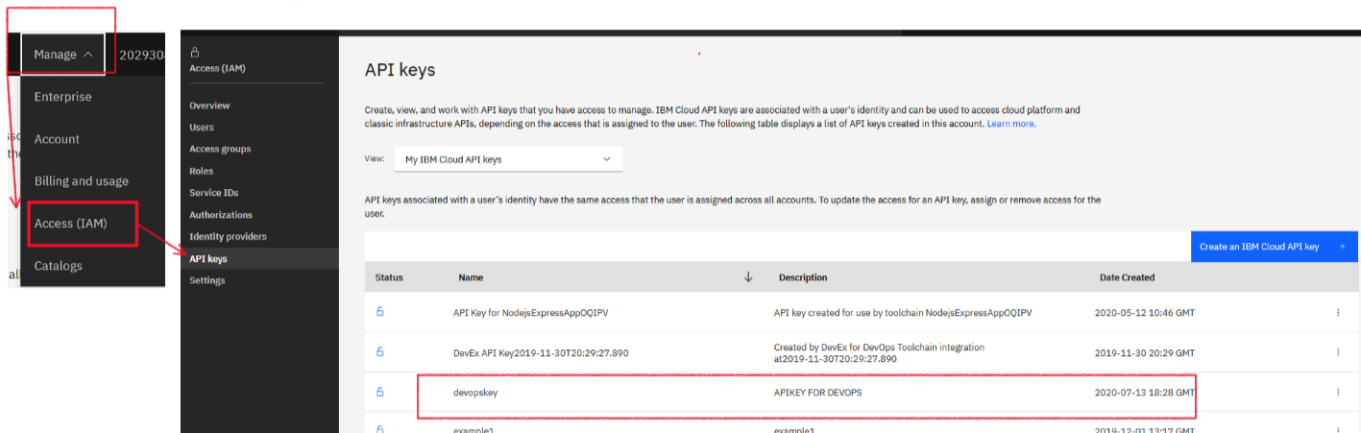 Manage
202930
Enterprise
Account
Billing and usage
Access (IAM)
Catalogs
all
Access (IAM)
Overview
Users
Access groups
Roles
Service IDs
Authorizations
Identity providers
API keys
Settings
API keys
Create, view, and work with API keys that you have access to manage. IBM Cloud API keys are associated with a user's identity and can be used to access cloud platform and
classic infrastructure APIs, depending on the access that is assigned to the user. The following table displays a list of API keys created in this account. Learn more.
View: My IBM Cloud API keys
API keys associated with a user's identity have the same access that the user is assigned across all accounts. To update the access for an API key, assign or remove access for the
user.
Create an IBM Cloud API key +
Status Name Description Date Created
API Key for NodejsExpressAppOQIPV API key created for use by toolchain NodejsExpressAppOQIPV 2020-05-12 10:46 GMT
DevEx API Key2019-11-30T20:29:27.890 Created by DevEx for DevOps Toolchain integration
at2019-11-30T20:29:27.890 2019-11-30 20:29 GMT
devopskey APIKEY FOR DEVOPS 2020-07-13 18:28 GMT
example1 example1 2019-12-01 13:17 GMT